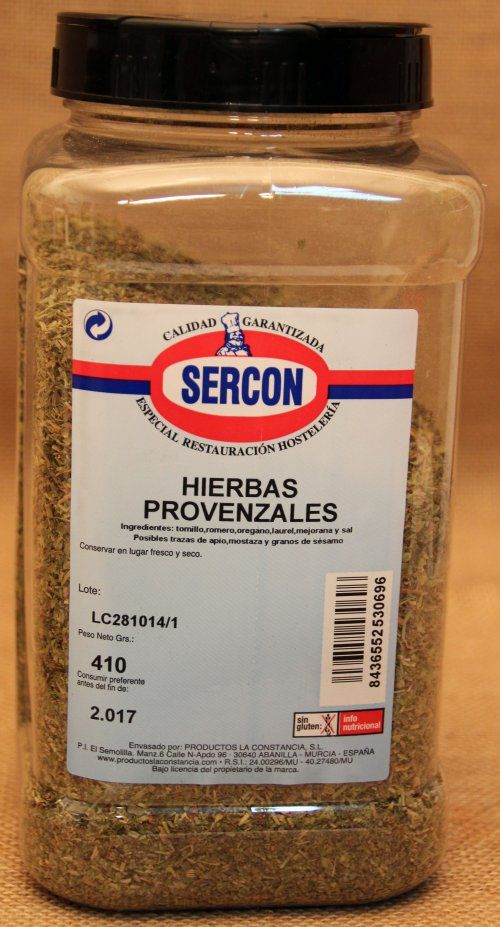 CALIDAD GARANTIZADA
SERCON
ESPECIAL RESTAURACIÓN HOSTELERÍA
HIERBAS
PROVENZALES
Ingredientes: tomillo,romero,oregano,laurel,mejorana y sal
Posibles trazas de apio,mostaza y granos de sésamo
Conservar en lugar fresco y seco.
Lote:
LC281014/1
Peso Neto Grs.:
410
Consumir preferente
antes del fin de:
2.017
8436552530696
sin
gluten:
info
nutricional
Envasado por: PRODUCTOS LA CONSTANCIA, S.L.
P.I. El Semolilla. Manz.6 Calle N-Apdo 96 - 30640 ABANILLA - MURCIA - ESPAÑA
www.productoslaconstancia.com • R.S.I.: 24.00296/MU - 40.27480/MU
Bajo licencia del propietario de la marca.